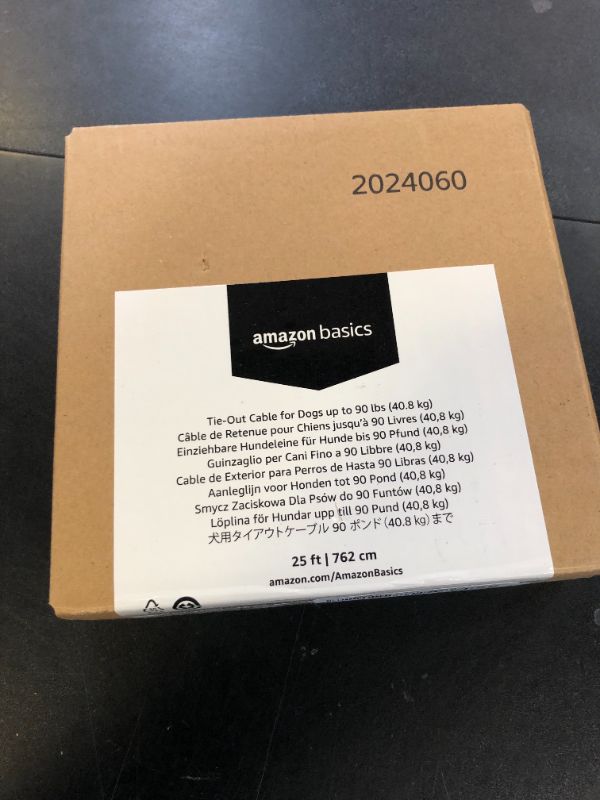 2024060
amazon basics
Tie-Out Cable for Dogs up to 90 lbs (40.8 kg)
Câble de Retenue pour Chiens jusqu'à 90 Livres (40,8 kg)
Einziehbare Hundeleine für Hunde bis 90 Pfund (40,8 kg)
Guinzaglio per Cani Fino a 90 Libbre (40,8 kg)
Cable de Exterior para Perros de Hasta 90 Libras (40,8 kg)
Aanleglijn voor Honden tot 90 Pond (40,8 kg)
Smycz Zaciskowa Dla Psów do 90 Funtów (40,8 kg)
Löplina för Hundar upp till 90 Pund (40,8 kg)
犬用タイアウトケーブル 90 ポンド (40.8 kg) まで
25 ft | 762 cm
amazon.com/AmazonBasics